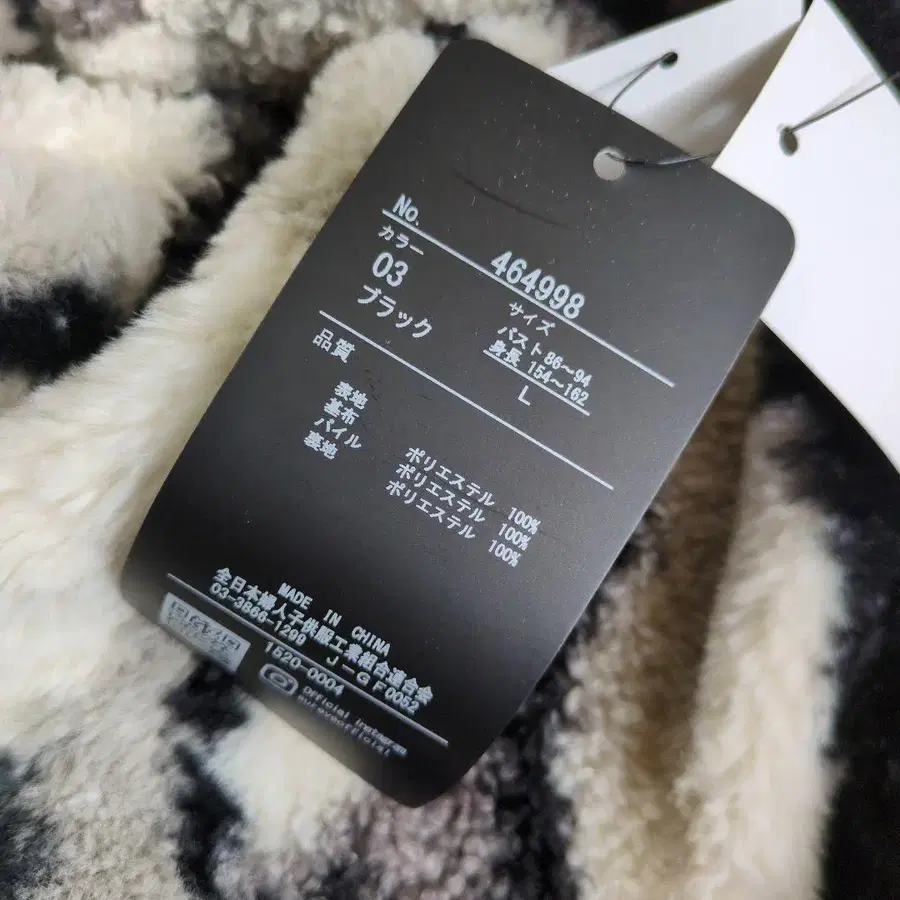 No. 464998
カラー サイズ
03 バスト 86～94
ブラック 身長 154～162
L
品質
表地
基布 ポリエステル 100%
パイル ポリエステル 100%
裏地 ポリエステル 100%
MADE IN CHINA
全日本婦人子供服工業組合連合会
03-3866-1299 J-GF0052
1520-0004
Official Instagram